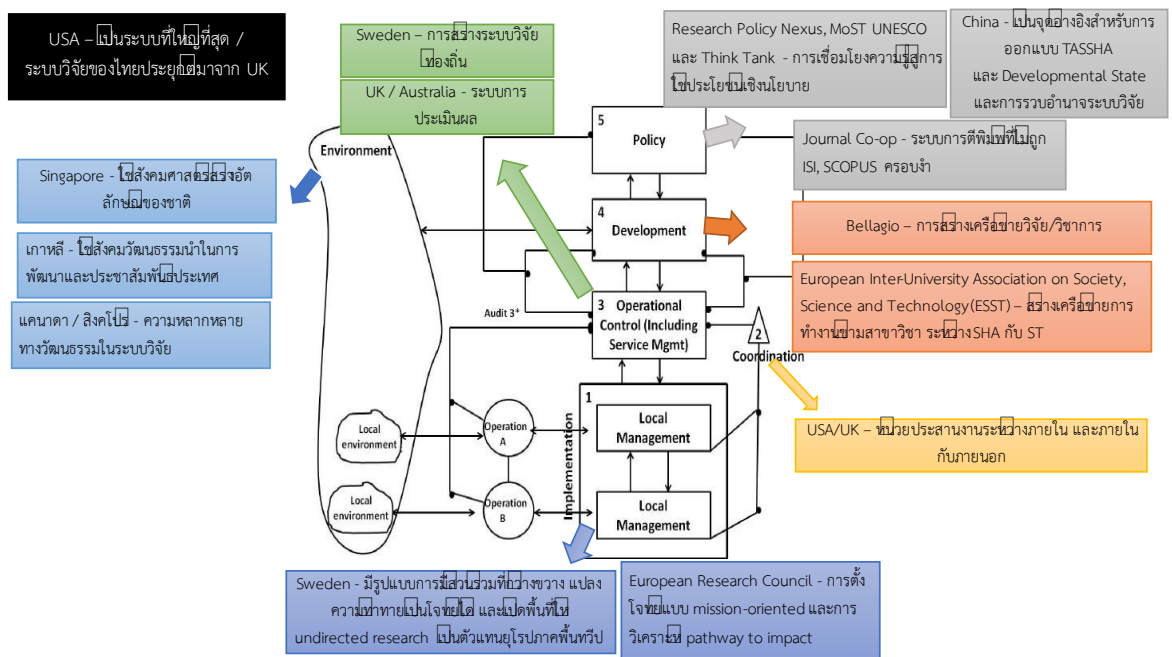 USA – เป็นระบบที่ใหญ่ที่สุด /
ระบบวิจัยของไทยประยุกต์มาจาก UK
Sweden – การสร้างระบบวิจัย
ท้องถิ่น
UK / Australia - ระบบการ
ประเมินผล
Research Policy Nexus, MoST UNESCO
และ Think Tank - การเชื่อมโยงความรู้สู่การ
ใช้ประโยชน์เชิงนโยบาย
China - เป็นจุดอ้างอิงสำหรับการ
ออกแบบ TASSHA
และ Developmental State
และการรวบอำนาจระบบวิจัย
Journal Co-op - ระบบการตีพิมพ์ที่ไม่ถูก
ISI, SCOPUS ครอบงำ
Singapore - ใช้สังคมศาสตร์สร้างอัต
ลักษณ์ของชาติ
เกาหลี - ใช้สังคมวัฒนธรรมนำในการ
พัฒนาและประชาสัมพันธ์ประเทศ
แคนาดา / สิงคโปร์ - ความหลากหลาย
ทางวัฒนธรรมในระบบวิจัย
Environment
5
Policy
4
Development
3
Operational
Control (Including
Service Mgmt)
Audit 3*
2
Coordination
Bellagio – การสร้างเครือข่ายวิจัย/วิชาการ
European Inter-University Association on Society,
Science and Technology(ESST) – สร้างเครือข่ายการ
ทำงานข้ามสาขาวิชา ระหว่าง SHA กับ ST
1
Implementation
Local
Management
Local
Management
Operation
A
Operation
B
Local
environment
Local
environment
USA/UK – หน่วยประสานงานระหว่างภายใน และภายใน
กับภายนอก
Sweden - มีรูปแบบการมีส่วนร่วมที่กว้างขวาง แปลง
ความท้าทายเป็นโจทย์ได้ และเปิดพื้นที่ให้
undirected research เป็นตัวแทนยุโรปภาคพื้นทวีป
European Research Council - การตั้ง
โจทย์แบบ mission-oriented และการ
วิเคราะห์ pathway to impact